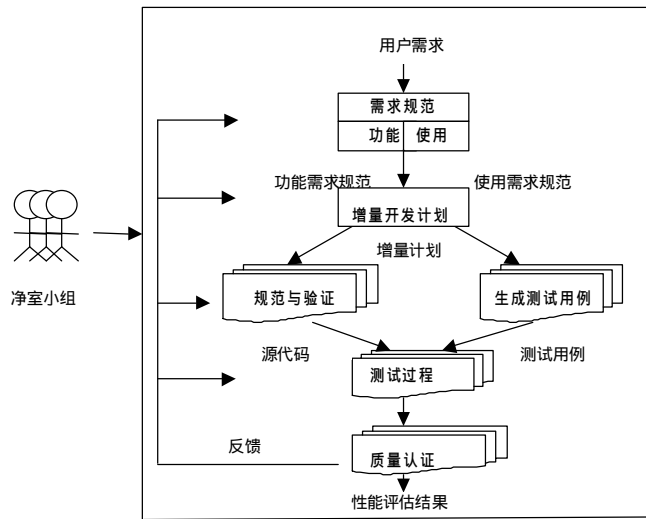 用户需求
需求规范
功能 使用
功能需求规范 使用需求规范
增量开发计划
增量计划
规范与验证 生成测试用例
净室小组
源代码 测试用例
测试过程
反馈
质量认证
性能评估结果